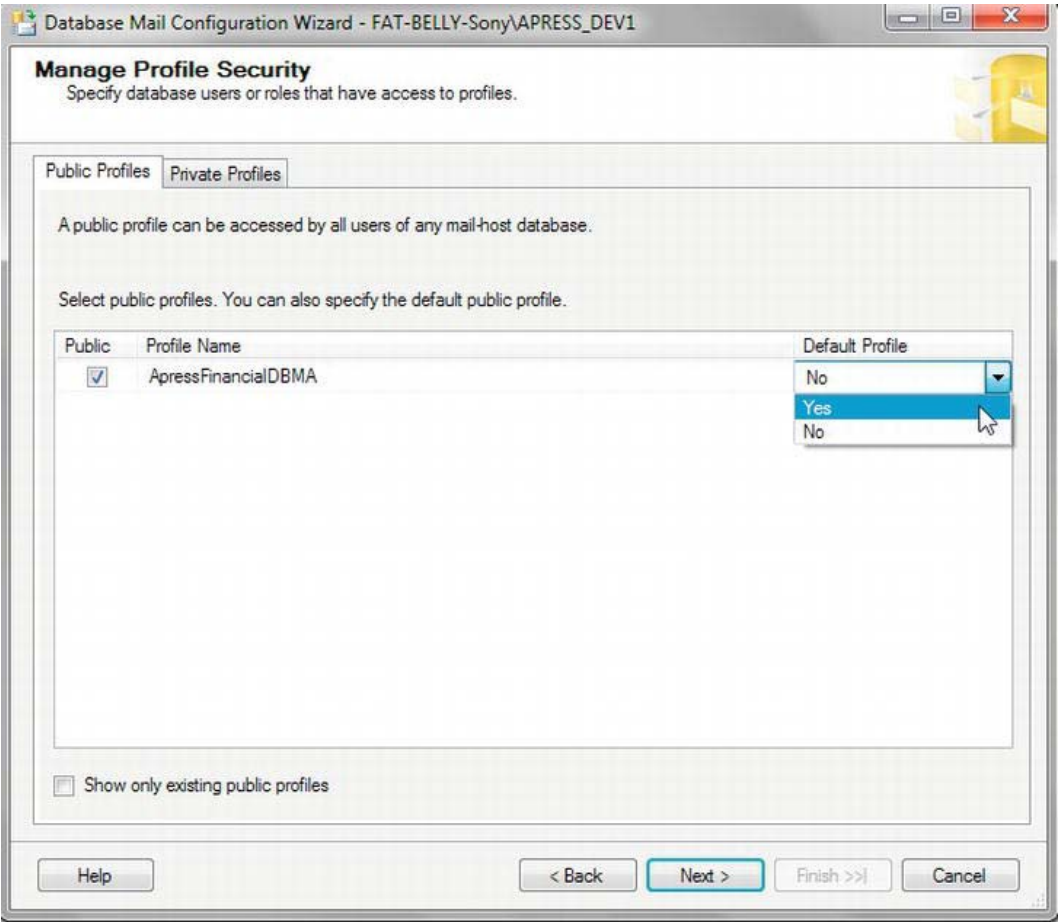 Database Mail Configuration Wizard - FAT-BELLY-Sony\APRESS_DEV1
Manage Profile Security
Specify database users or roles that have access to profiles.
Public Profiles Private Profiles
A public profile can be accessed by all users of any mail-host database.
Select public profiles. You can also specify the default public profile.
Public Profile Name Default Profile
ApressFinancialDBMA No
Yes
No
Show only existing public profiles
Help < Back Next > Finish >>| Cancel